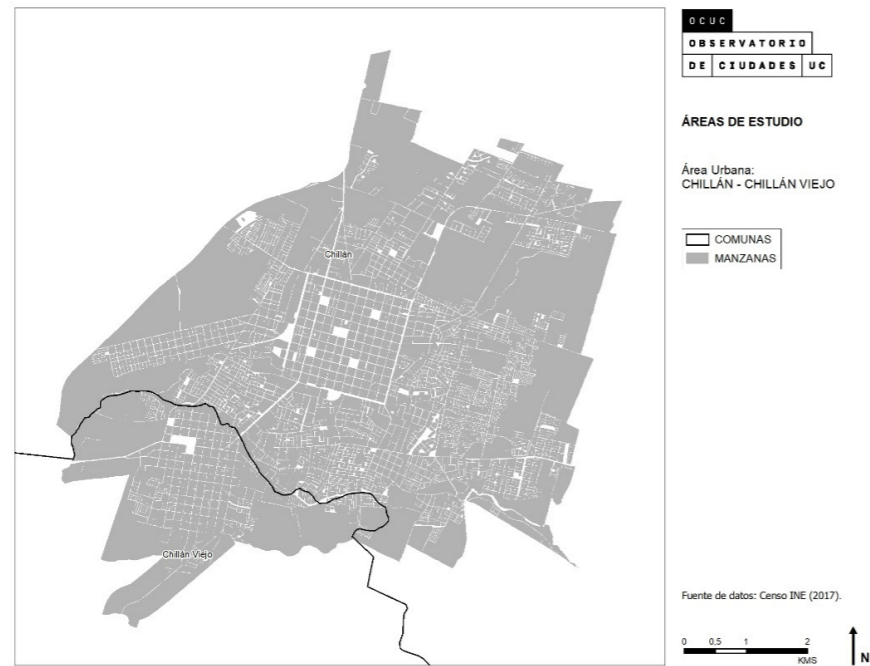 OCUC
OBSERVATORIO
DE CIUDADES UC
ÁREAS DE ESTUDIO
Área Urbana:
CHILLÁN - CHILLÁN VIEJO
COMUNAS
MANZANAS
Chillán
Chillán Viejo
Fuente de datos: Censo INE (2017).
0 0.5 1 2
KMS
N